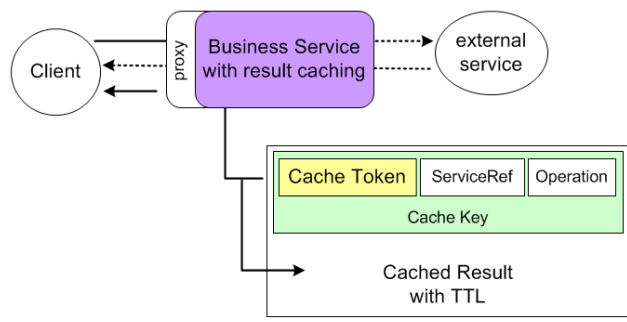 Client
proxy
Business Service
with result caching
external
service
Cache Token
ServiceRef
Operation
Cache Key
Cached Result
with TTL